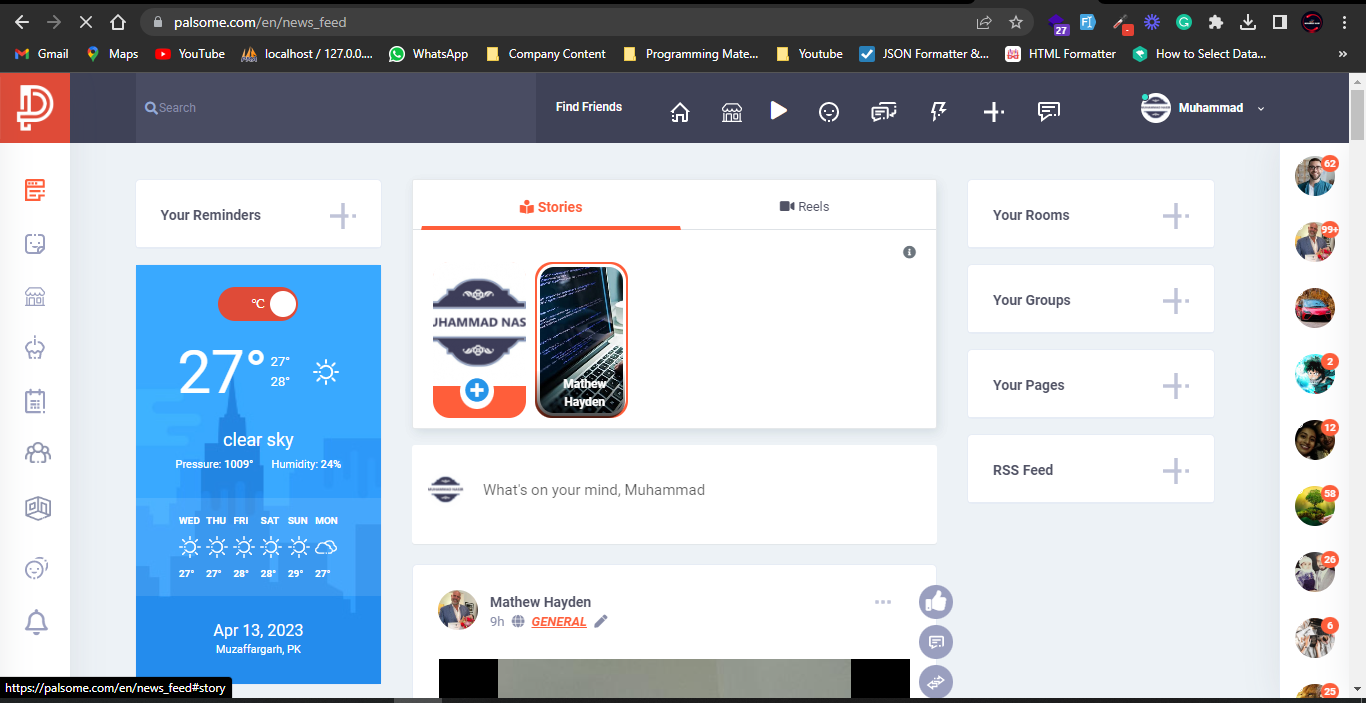 palsome.com/en/news_feed
27
Gmail
Maps
YouTube
localhost / 127.0.0....
WhatsApp
Company Content
Programming Mate...
Youtube
JSON Formatter &...
HTML Formatter
How to Select Data...
»
Search
Find Friends
Muhammad
Your Reminders
°C
27°
27°
28°
clear sky
Pressure: 1009°
Humidity: 24%
WED THU FRI SAT SUN MON
27° 27° 28° 28° 29° 27°
Apr 13, 2023
Muzaffargarh, PK
Stories
Reels
UHAMMAD NAS
Mathew
Hayden
What's on your mind, Muhammad
Mathew Hayden
9h
GENERAL
Your Rooms
Your Groups
Your Pages
RSS Feed
62
99+
2
12
58
26
6
25
https://palsome.com/en/news_feed#story